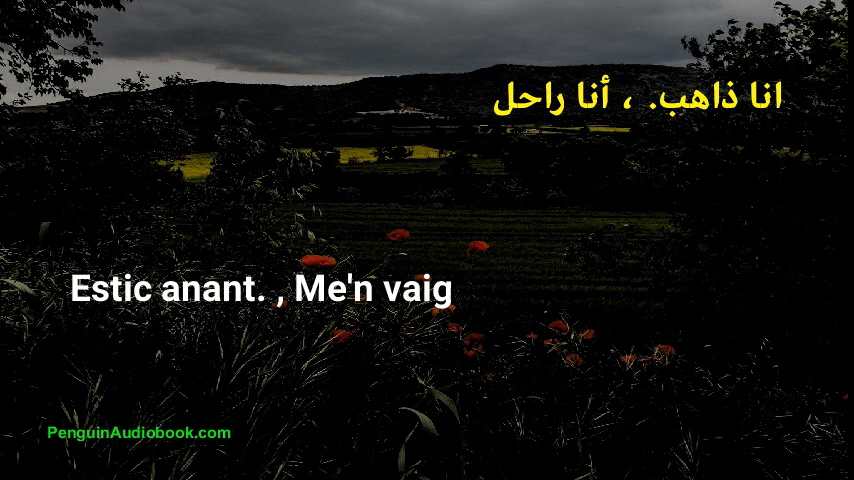 انا ذاهب. ، أنا راحل
Estic anant. , Me'n vaig
PenguinAudiobook.com